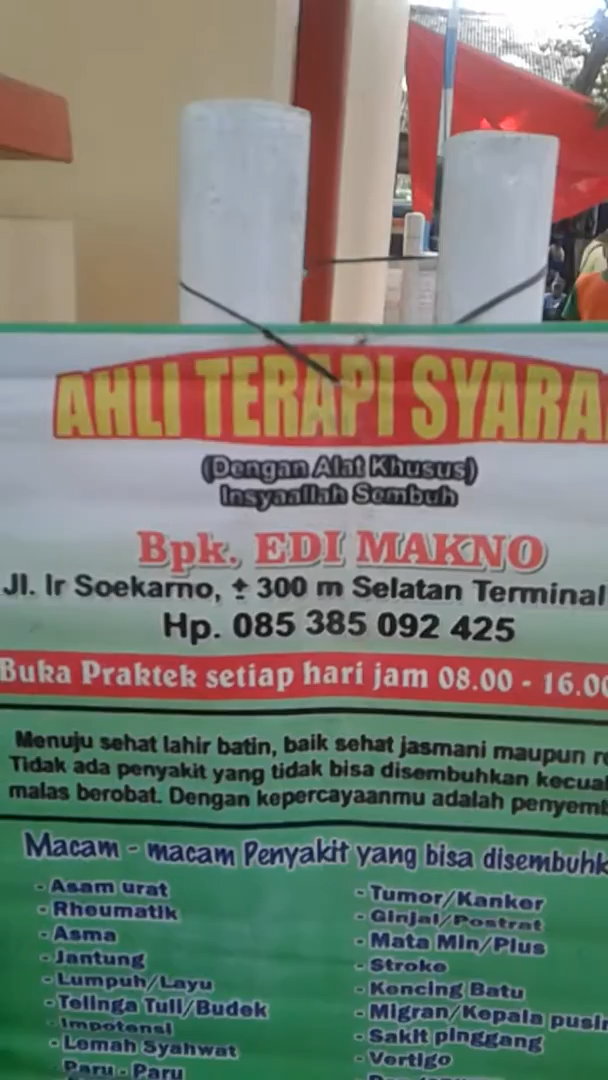 AHLI TERAPI SYARA
(Dengan Alat Khusus)
Insyaallah Sembuh
Bpk. EDI MAKNO
Jl. Ir Soekarno, ± 300 m Selatan Terminal
Hp. 085 385 092 425
Buka Praktek setiap hari jam 08.00 - 16.00
Menuju sehat lahir batin, baik sehat jasmani maupun
Tidak ada penyakit yang tidak bisa disembuhkan
malas berobat. Dengan kepercayaanmu adalah
Macam - macam Penyakit yang bisa
- Asam urat
- Rheumatik
- Asma
- Jantung
- Lumpuh/Layu
- Telinga Tuli/Budek
- Impotensi
- Lemah Syahwat
- Paru - Paru
- Tumor/Kanker
- Ginjal/Postrat
- Mata Min/Plus
- Stroke
- Kencing Batu
- Migran/Kepala pusin
- Sakit pinggang
- Vertigo